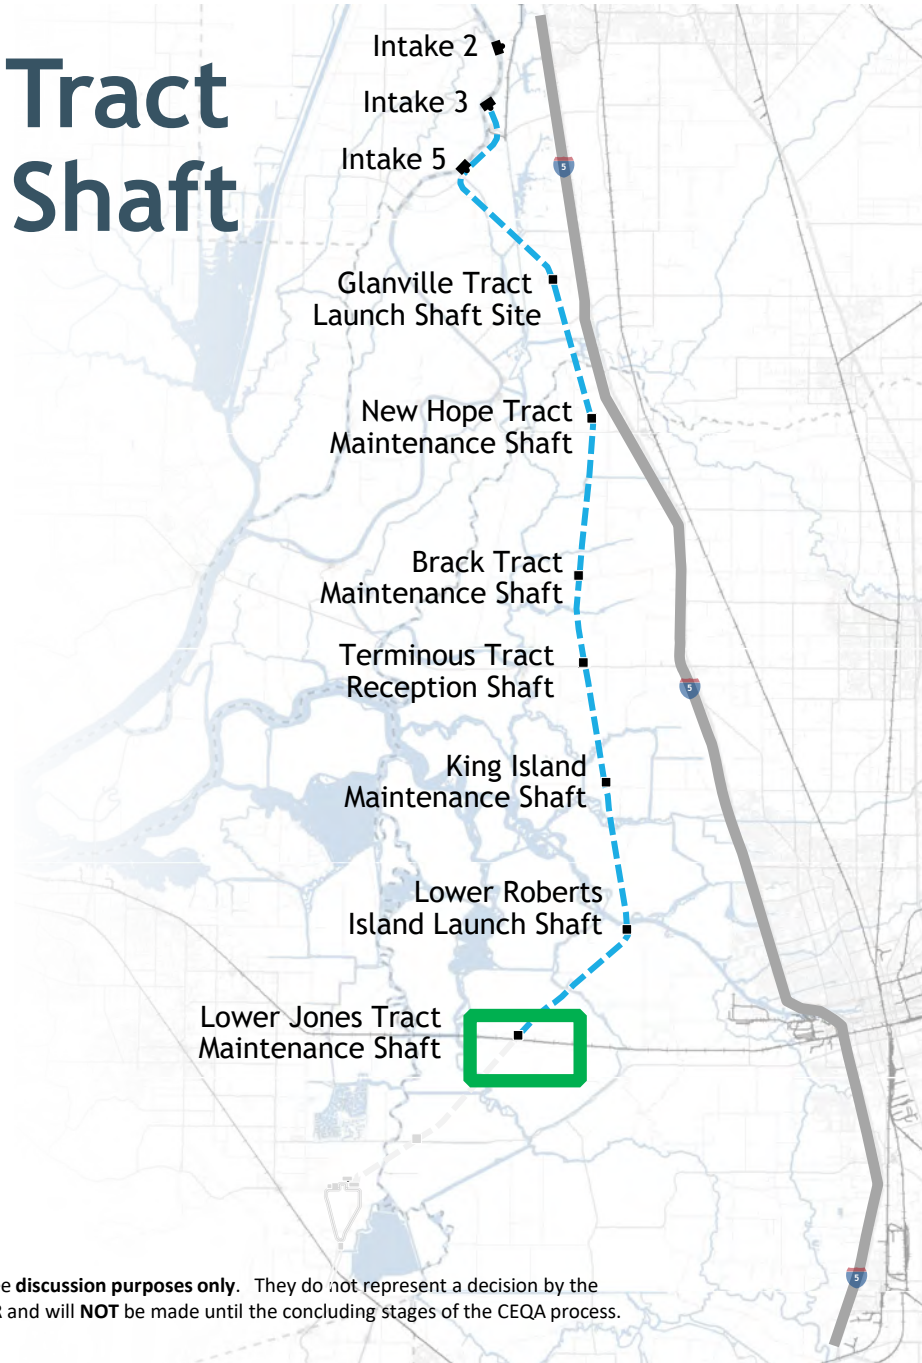 Tract
Shaft
Intake 2
Intake 3
Intake 5
5
Glanville Tract
Launch Shaft Site
New Hope Tract
Maintenance Shaft
Brack Tract
Maintenance Shaft
Terminous Tract
Reception Shaft
5
King Island
Maintenance Shaft
Lower Roberts
Island Launch Shaft
Lower Jones Tract
Maintenance Shaft
5
e discussion purposes only. They do not represent a decision by the
R and will NOT be made until the concluding stages of the CEQA process.